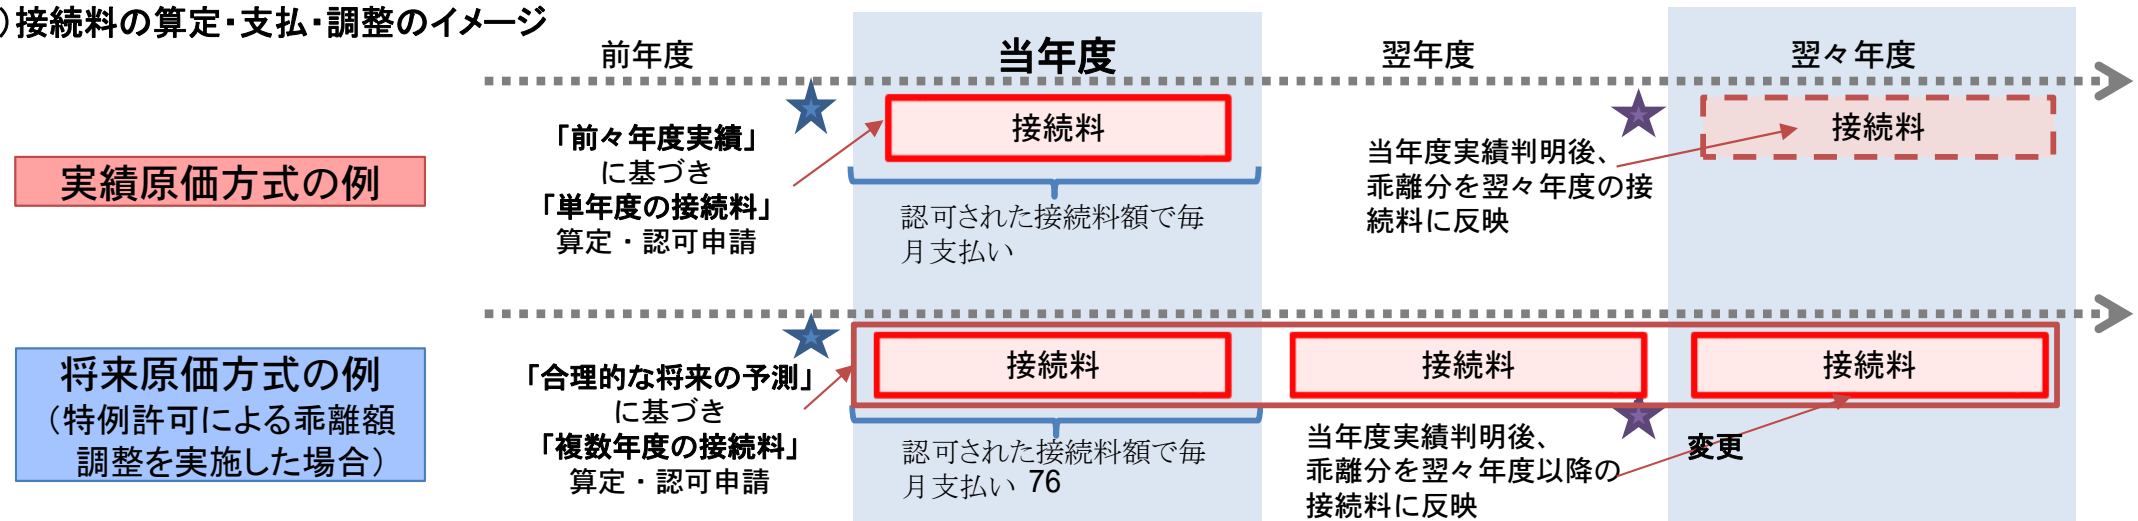 )接続料の算定・支払・調整のイメージ
前年度
当年度
翌年度
翌々年度
実績原価方式の例
「前々年度実績」
に基づき
「単年度の接続料」
算定・認可申請
接続料
認可された接続料額で毎
月支払い
当年度実績判明後、
乖離分を翌々年度の接
続料に反映
接続料
将来原価方式の例
(特例許可による乖離額
調整を実施した場合)
「合理的な将来の予測」
に基づき
「複数年度の接続料」
算定・認可申請
接続料
接続料
接続料
認可された接続料額で毎
月支払い
76
当年度実績判明後、
乖離分を翌々年度以降の
接続料に反映
変更